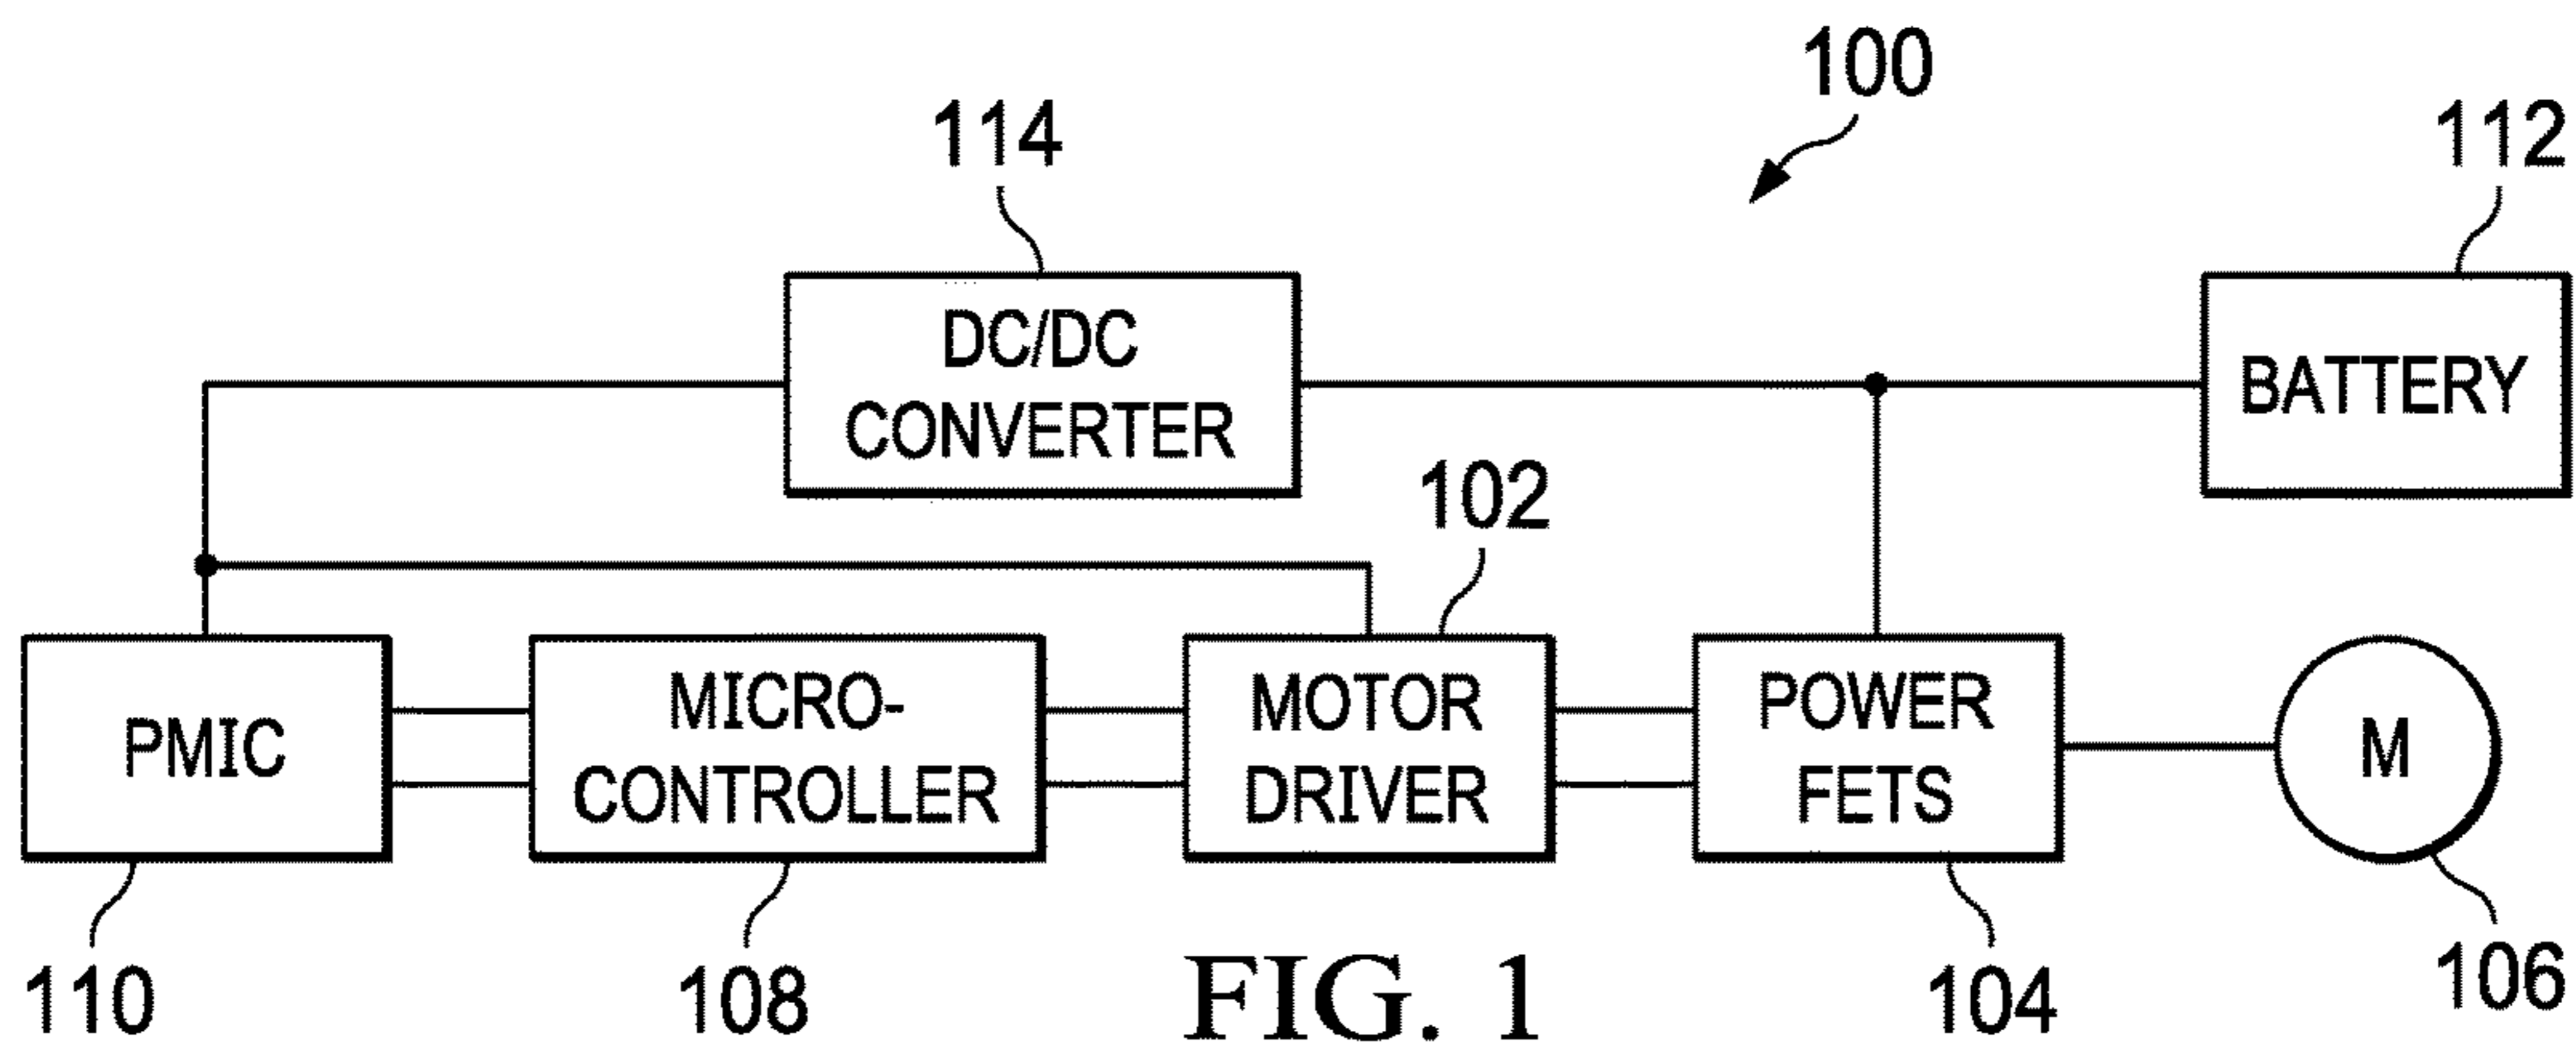 100
114
112
DC/DC
CONVERTER
BATTERY
102
PMIC
MICRO-
CONTROLLER
MOTOR
DRIVER
POWER
FETS
M
110
108
104
106
FIG. 1